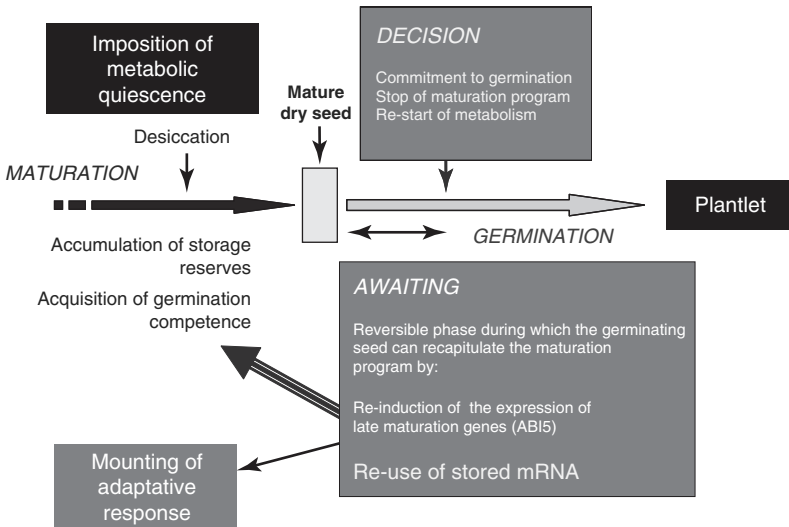 Imposition of
metabolic
quiescence
DECISION
Commitment to germination
Stop of maturation program
Re-start of metabolism
Mature
dry seed
Desiccation
MATURATION
Plantlet
GERMINATION
Accumulation of storage
reserves
Acquisition of germination
competence
AWAITING
Reversible phase during which the germinating
seed can recapitulate the maturation
program by:
Re-induction of the expression of
late maturation genes (ABI5)
Re-use of stored mRNA
Mounting of
adaptative
response